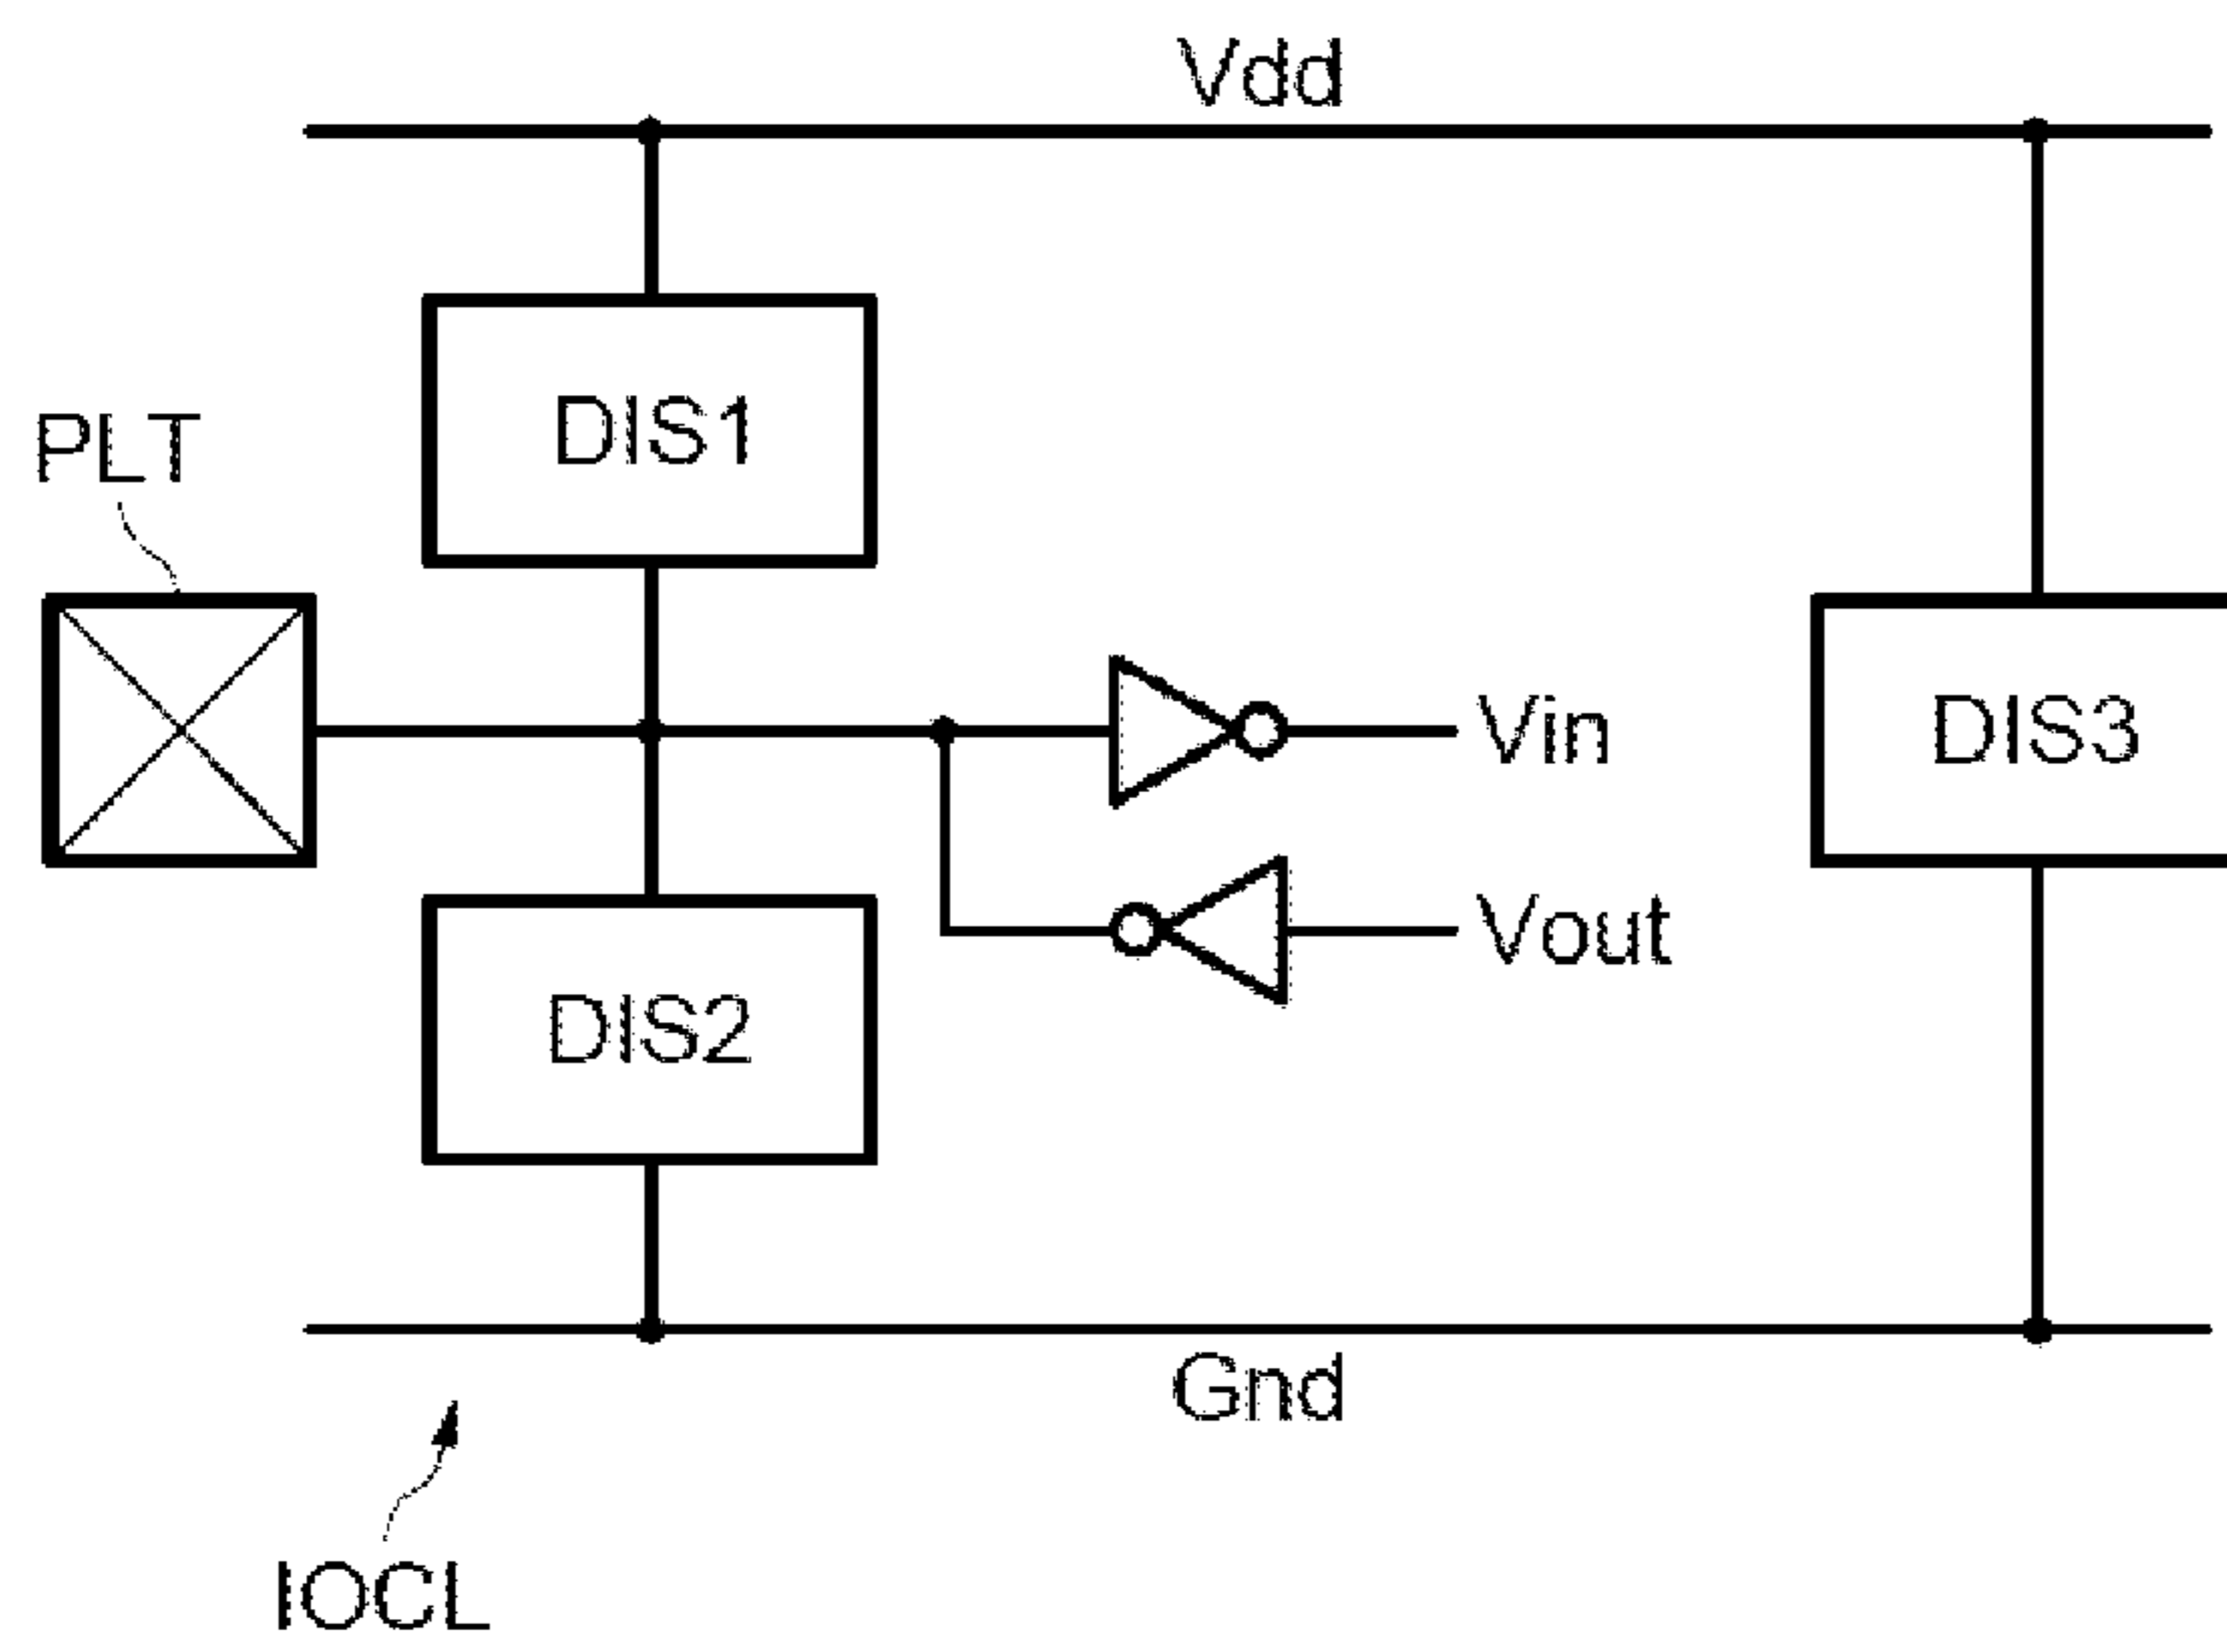 Vdd
DIS1
PLT
Vin
DIS3
Vout
DIS2
Gnd
IOCL